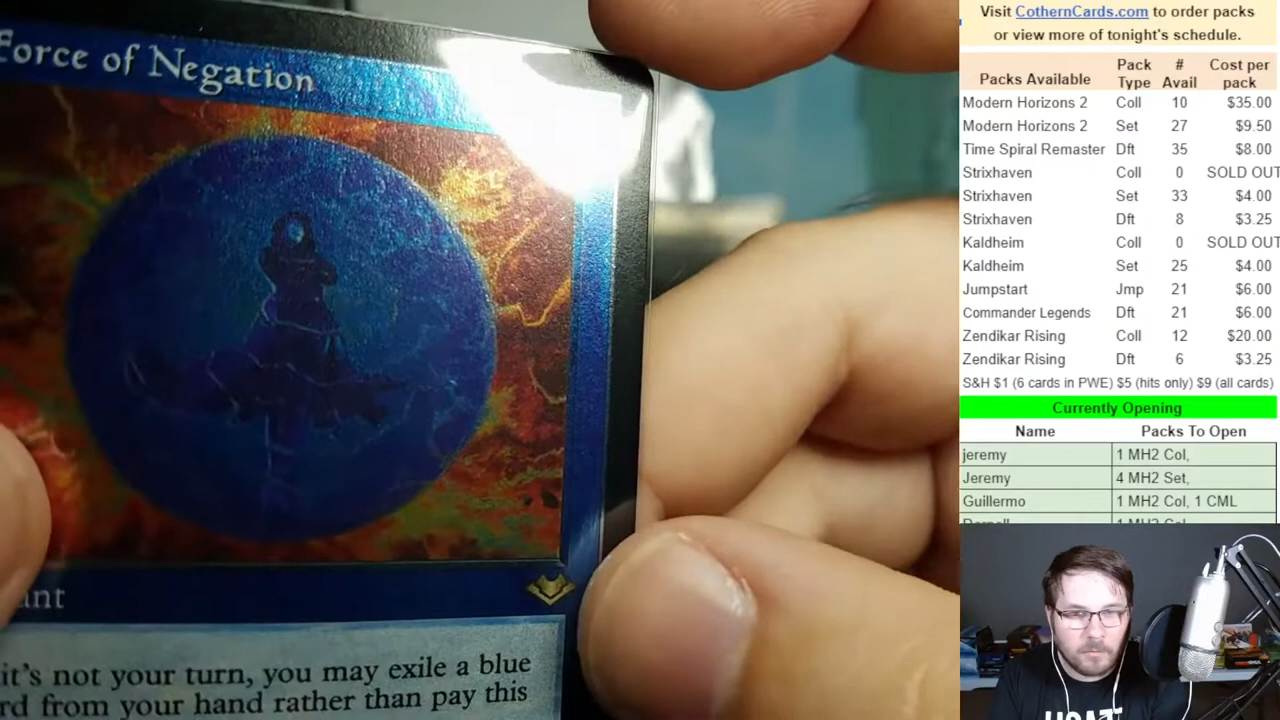 Force of Negation
it's not your turn, you may exile a blue
from your hand rather than pay this
Visit CothernCards.com to order packs
or view more of tonight's schedule.
Packs Available Pack Type # Avail Cost per pack
Modern Horizons 2 Coll 10 $35.00
Modern Horizons 2 Set 27 $9.50
Time Spiral Remaster Dft 35 $8.00
Strixhaven Coll 0 SOLD OUT
Strixhaven Set 33 $4.00
Strixhaven Dft 8 $3.25
Kaldheim Coll 0 SOLD OUT
Kaldheim Set 25 $4.00
Jumpstart Jmp 21 $6.00
Commander Legends Dft 21 $6.00
Zendikar Rising Coll 12 $20.00
Zendikar Rising Dft 6 $3.25
S&H $1 (6 cards in PWE) $5 (hits only) $9 (all cards)
Currently Opening
Name Packs To Open
jeremy 1 MH2 Col,
Jeremy 4 MH2 Set,
Guillermo 1 MH2 Col, 1 CML